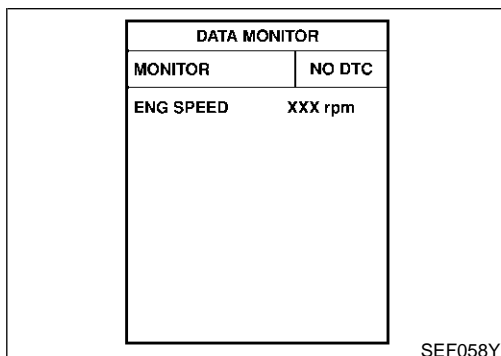 DATA MONITOR
MONITOR NO DTC
ENG SPEED XXX rpm
SEF058Y